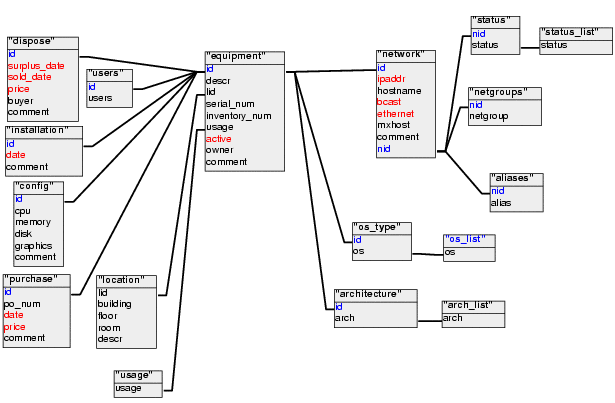 "dispose"
id
surplus_date
sold_date
price
buyer
comment
"users"
id
users
"installation"
id
date
comment
"config"
id
cpu
memory
disk
graphics
comment
"purchase"
id
po_num
date
price
comment
"location"
lid
building
floor
room
descr
"usage"
usage
"equipment"
id
descr
lid
serial_num
inventory_num
usage
active
owner
comment
"network"
id
ipaddr
hostname
bcast
ethernet
mxhost
comment
nid
"status"
nid
status
"status_list"
status
"netgroups"
nid
netgroup
"aliases"
nid
alias
"os_type"
id
os
"os_list"
os
"architecture"
id
arch
"arch_list"
arch